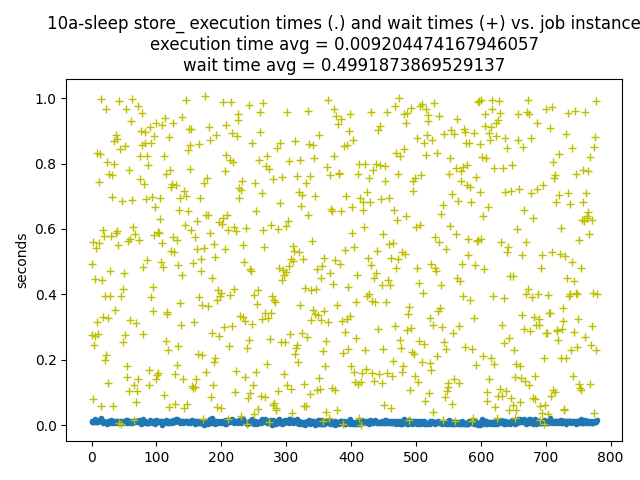 10a-sleep store_ execution times (.) and wait times (+) vs. job instance
execution time avg = 0.009204474167946057
wait time avg = 0.4991873869529137
1.0
0.8
0.6
0.4
0.2
0.0
seconds
0 100 200 300 400 500 600 700 800